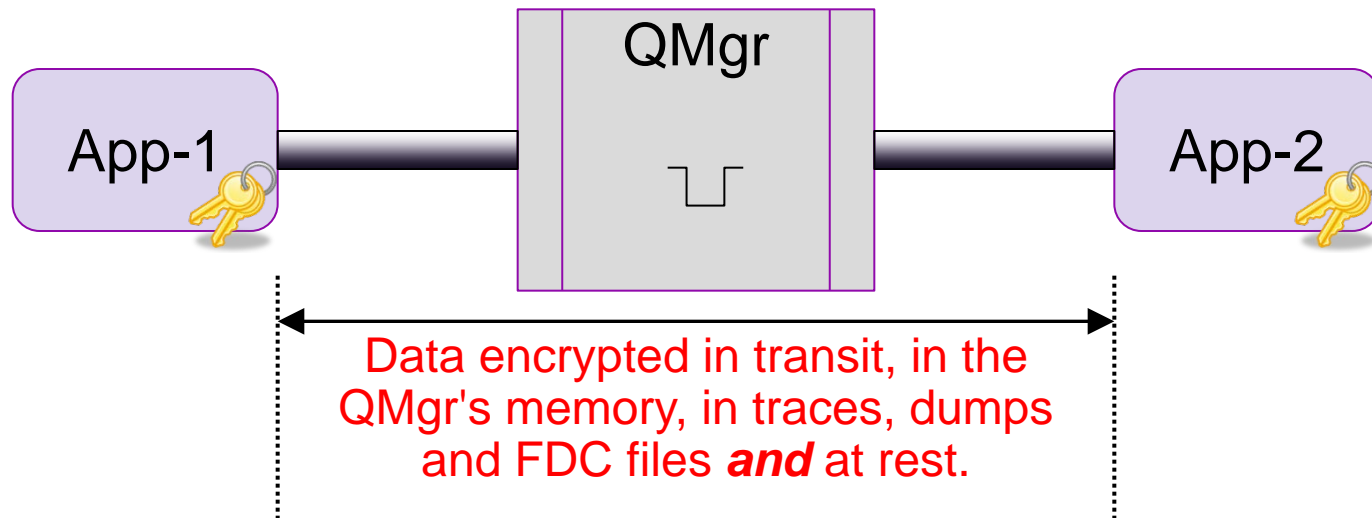 QMgr
App-1
App-2
Data encrypted in transit, in the
QMgr's memory, in traces, dumps
and FDC files and at rest.